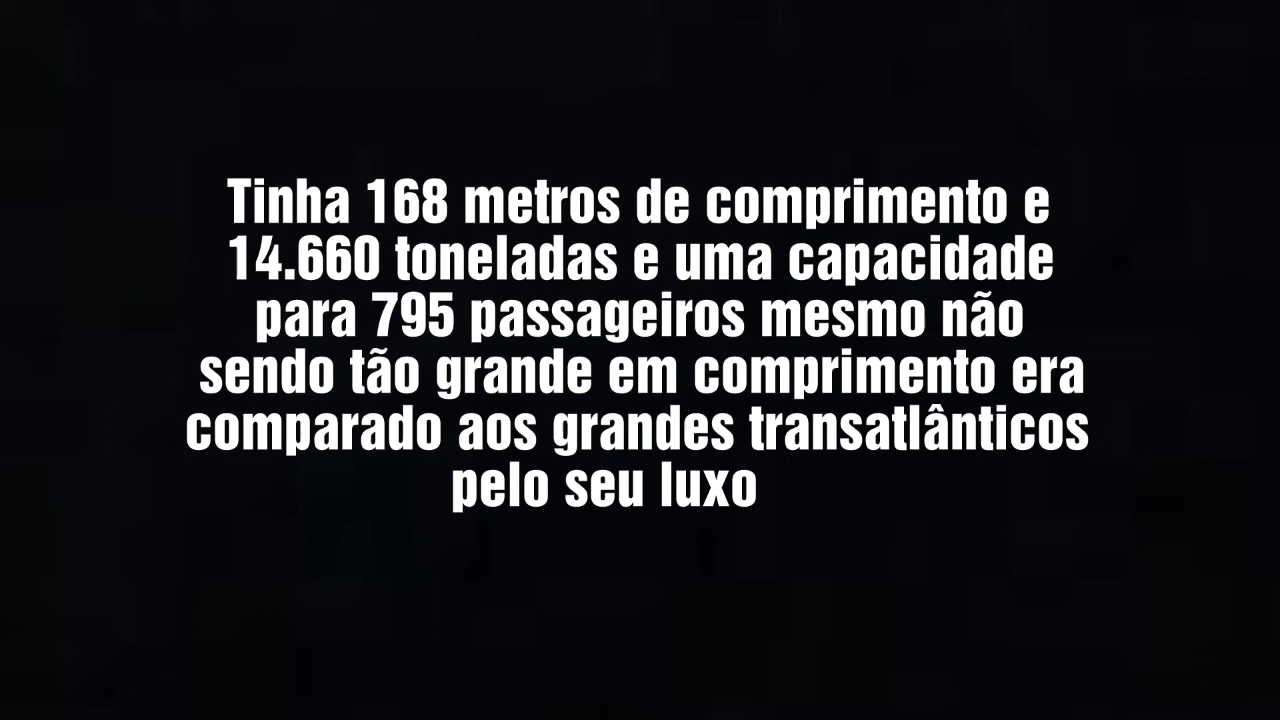 Tinha 168 metros de comprimento e
14.660 toneladas e uma capacidade
para 795 passageiros mesmo não
sendo tão grande em comprimento era
comparado aos grandes transatlânticos
pelo seu luxo